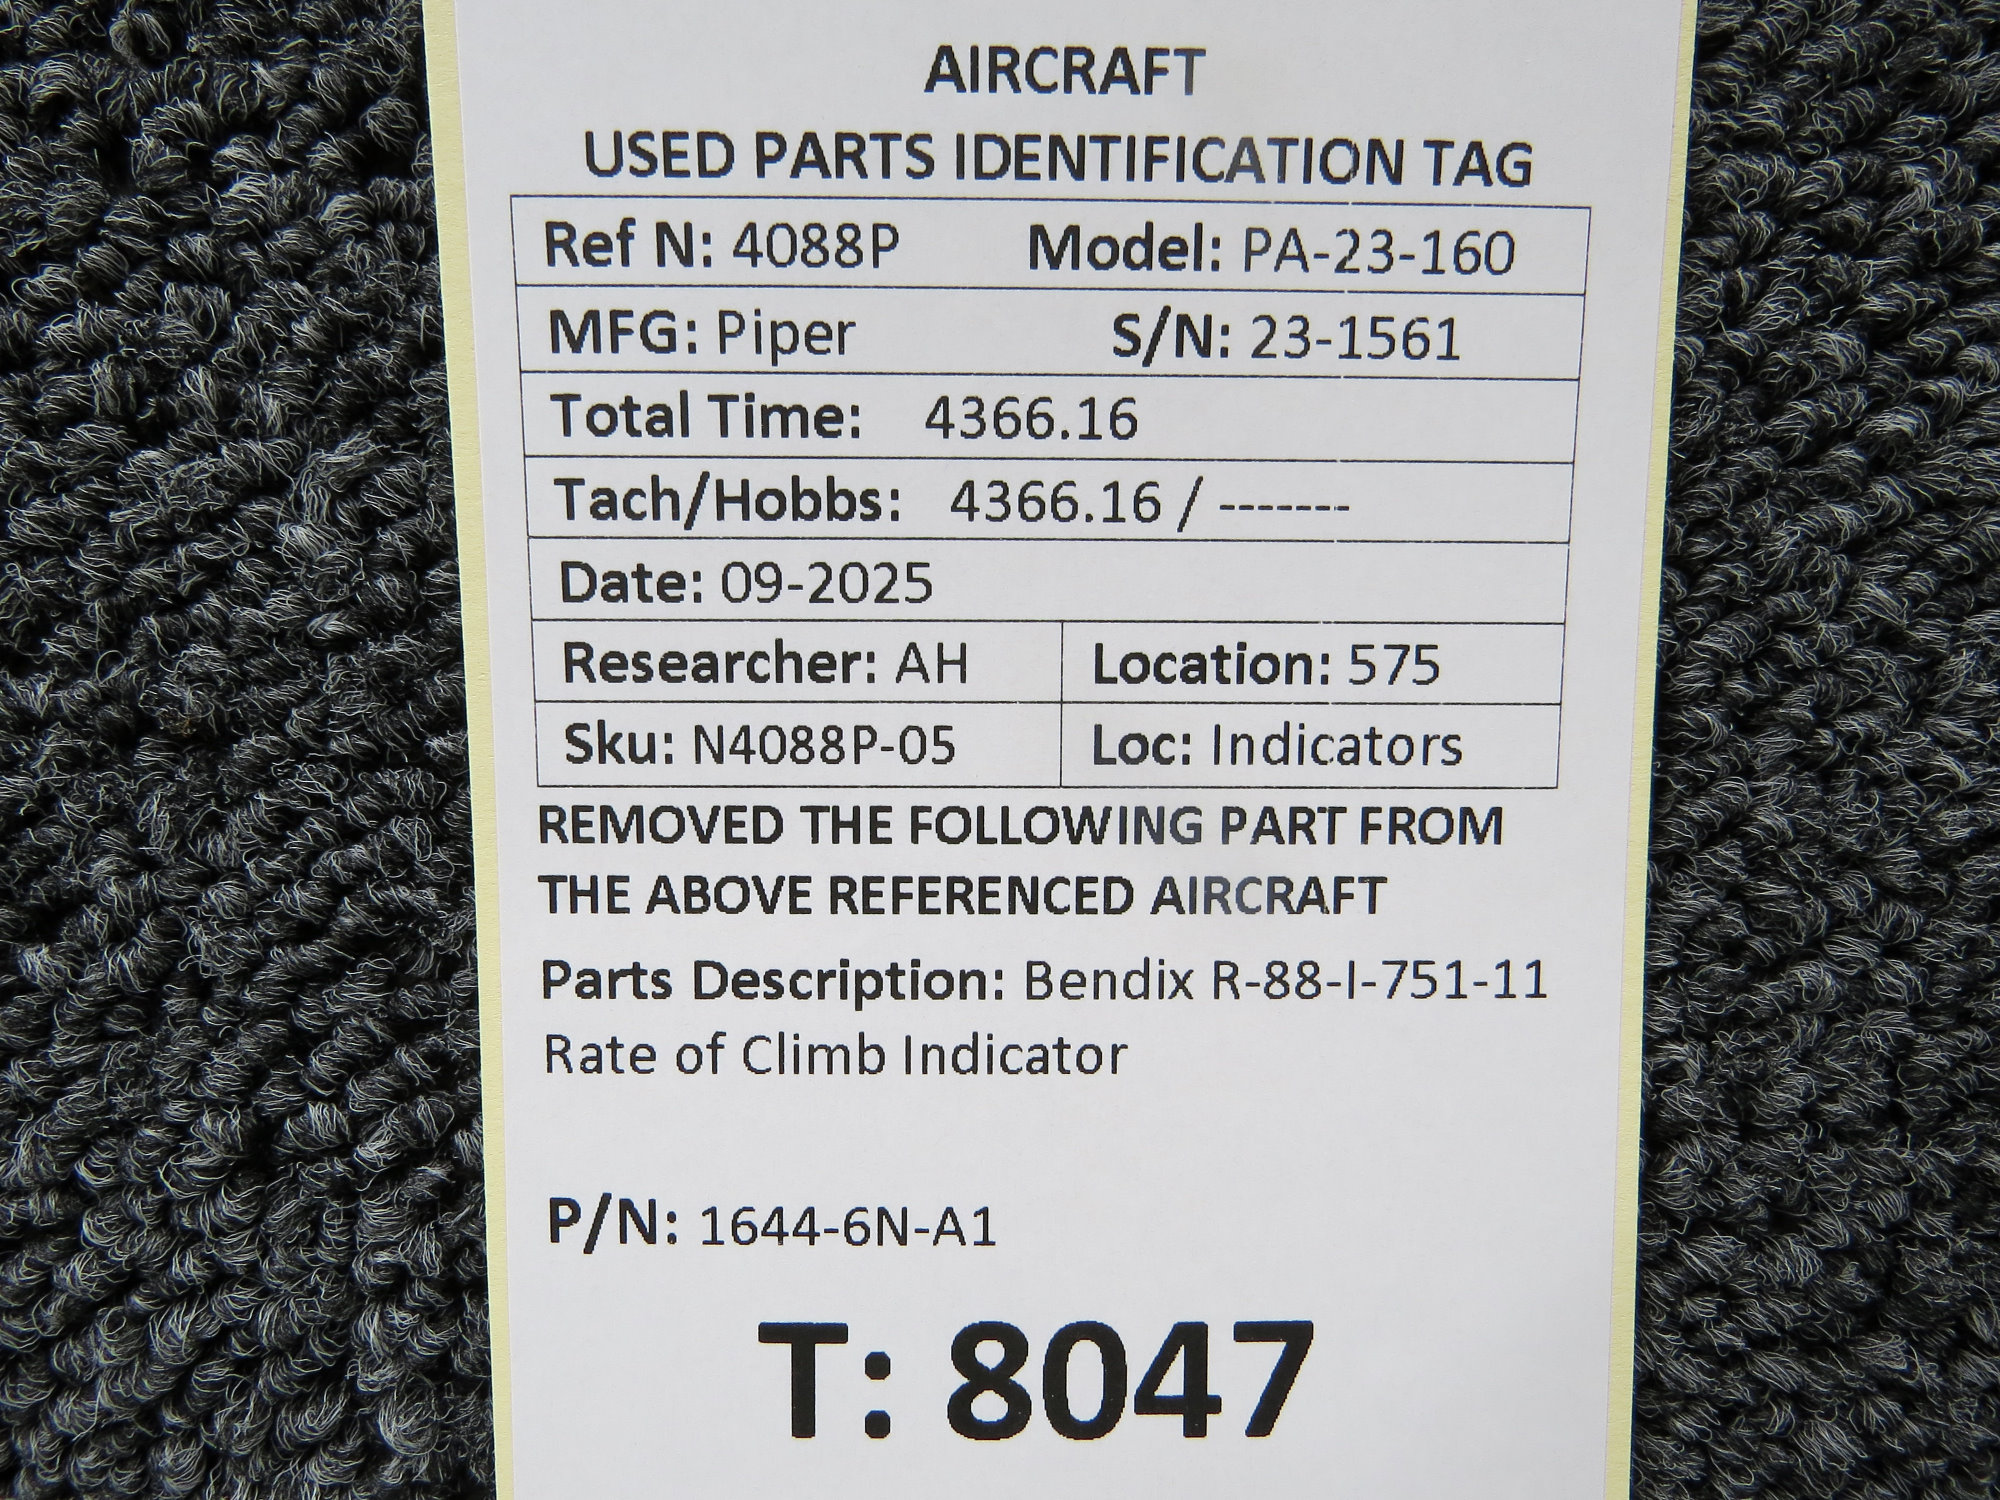 AIRCRAFT
USED PARTS IDENTIFICATION TAG
Ref N: 4088P Model: PA-23-160
MFG: Piper S/N: 23-1561
Total Time: 4366.16
Tach/Hobbs: 4366.16 / -------
Date: 09-2025
Researcher: AH Location: 575
Sku: N4088P-05 Loc: Indicators
REMOVED THE FOLLOWING PART FROM
THE ABOVE REFERENCED AIRCRAFT
Parts Description: Bendix R-88-I-751-11
Rate of Climb Indicator
P/N: 1644-6N-A1
T: 8047